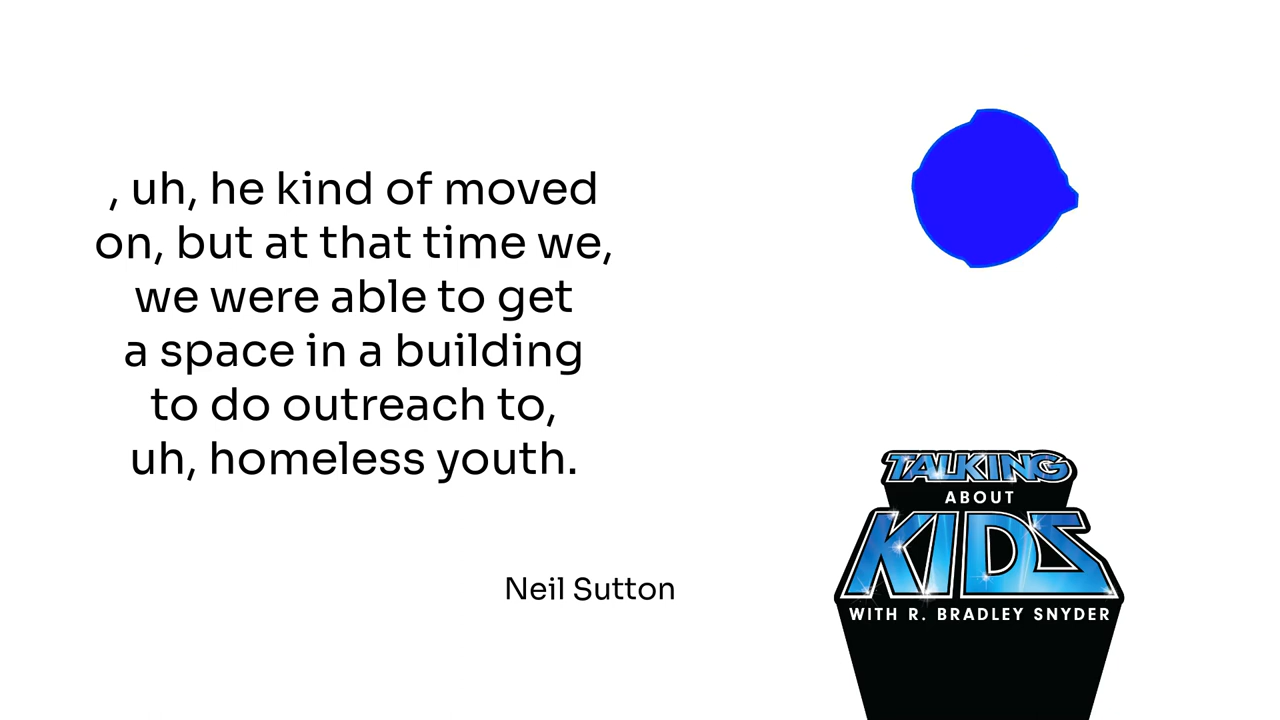 , uh, he kind of moved
on, but at that time we,
we were able to get
a space in a building
to do outreach to,
uh, homeless youth.
Neil Sutton
TALKING
ABOUT
KIDS
WITH R. BRADLEY SNYDER